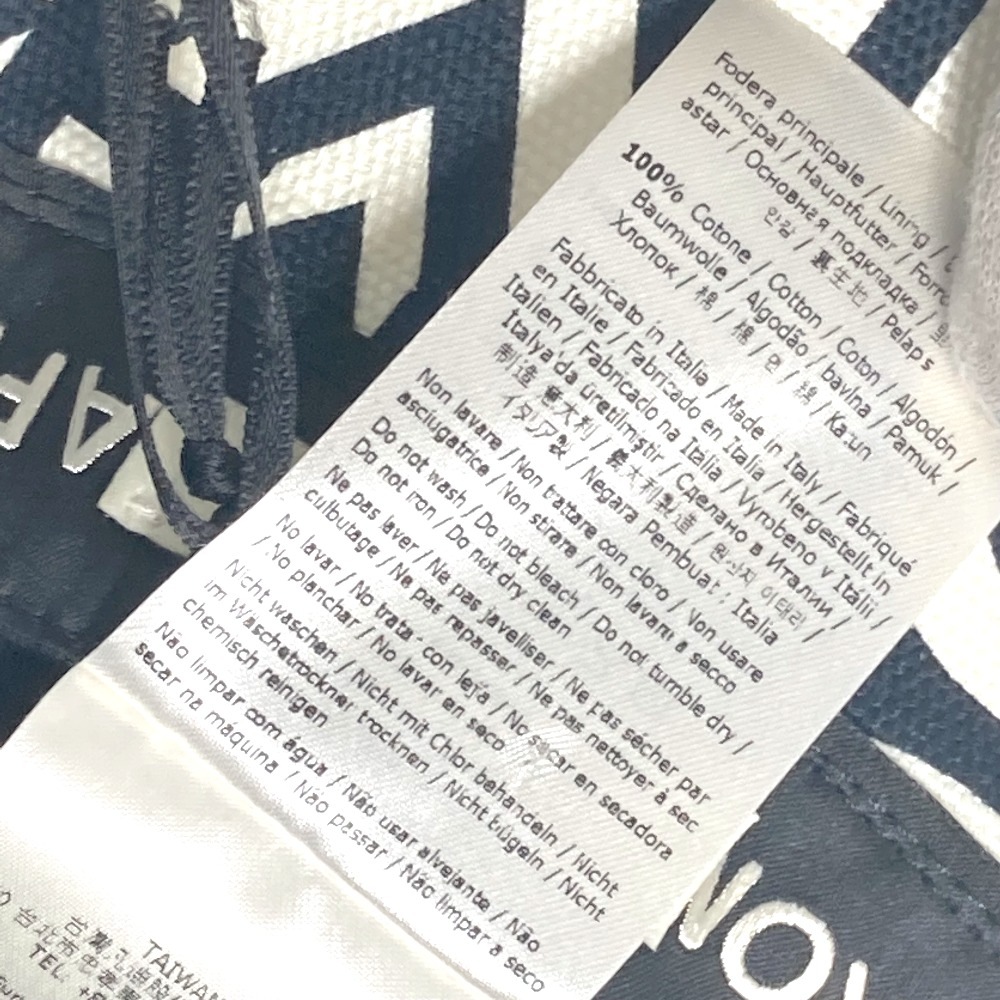 Fodera principale / Lining /
principal / Hauptfutter / Forro
astar / Основная подкладка /
안감 / 裏生地 / Pelapis
100% Cotone / Cotton / Coton / Algodón /
Baumwolle / Algodão / bavlna / Pamuk /
Хлопок / 棉 / 棉 / 면 / 綿 / Katun
Fabbricato in Italia / Made in Italy / Fabriqué
en Italie / Fabricado en Italia / Hergestellt in
Italien / Fabricado na Itália / Vyrobeno v Itálii /
İtalya'da üretilmiştir / Сделано в Италии /
制造 意大利 / 義大利製造 / 원산지 이태리 /
イタリア製 / Negara Pembuat : Italia
Non lavare / Non trattare con cloro / Non usare
asciugatrice / Non stirare / Non lavare a secco
Do not wash / Do not bleach / Do not tumble dry /
Do not iron / Do not dry clean
Ne pas laver / Ne pas javelliser / Ne pas sécher par
culbutage / Ne pas repasser / Ne pas nettoyer à sec
No lavar / No tratar con lejía / No secar en secadora
/ No planchar / No lavar en seco
Nicht waschen / Nicht mit Chlor behandeln / Nicht
im Wäschetrockner trocknen / Nicht bügeln / Nicht
chemisch reinigen
Não limpar com água / Não usar alvejante / Não
secar na máquina / Não passar / Não limpar a seco
TAIWAN
台北市
TEL.
NOV